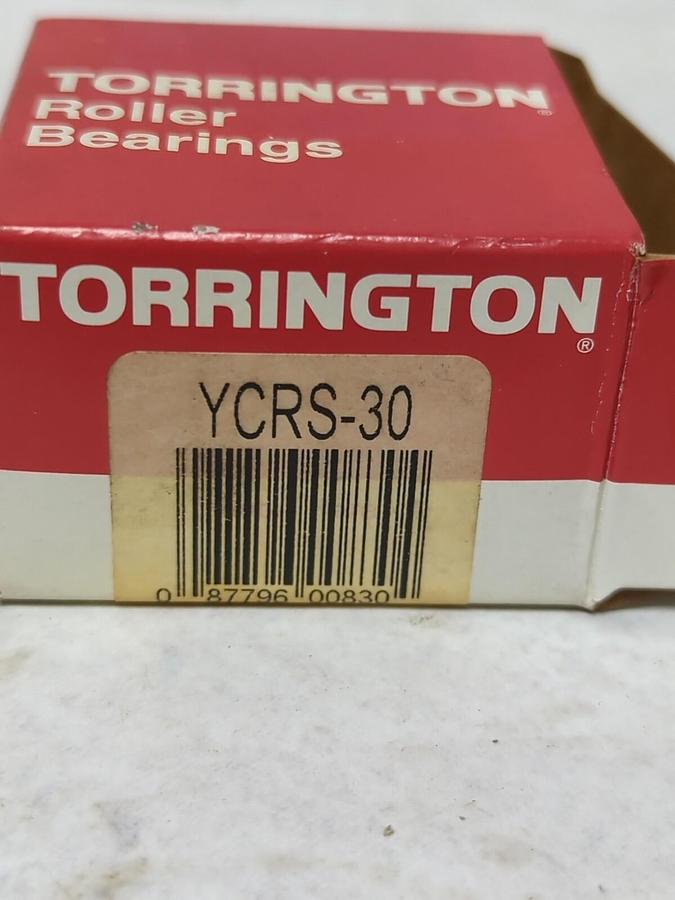 TORRINGTON®
Roller
Bearings
TORRINGTON®
YCRS-30
0 87796 00830